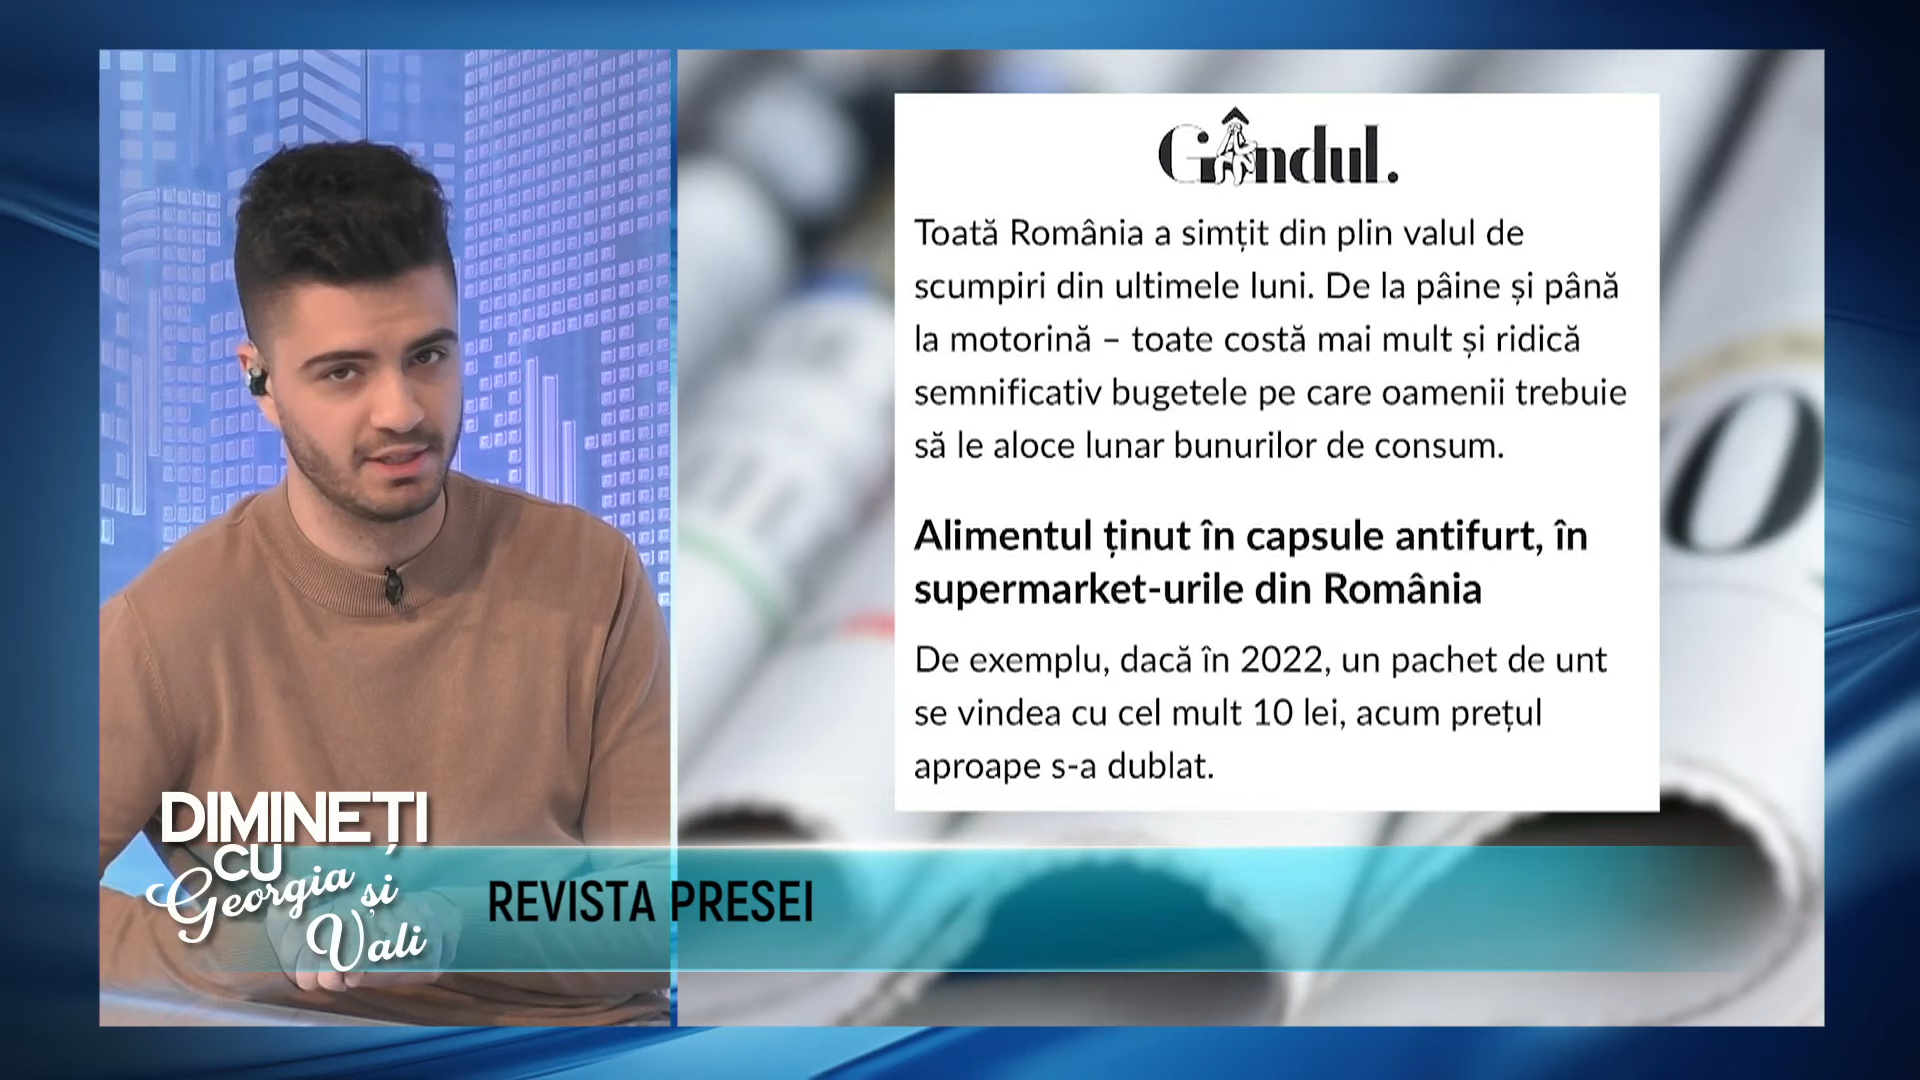 Gândul.
Toată România a simțit din plin valul de
scumpiri din ultimele luni. De la pâine și până
la motorină – toate costă mai mult și ridică
semnificativ bugetele pe care oamenii trebuie
să le aloce lunar bunurilor de consum.
Alimentul ținut în capsule antifurt, în
supermarket-urile din România
De exemplu, dacă în 2022, un pachet de unt
se vindea cu cel mult 10 lei, acum prețul
aproape s-a dublat.
DIMINEȚI
CU
Georgia
și
Vali
REVISTA PRESEI